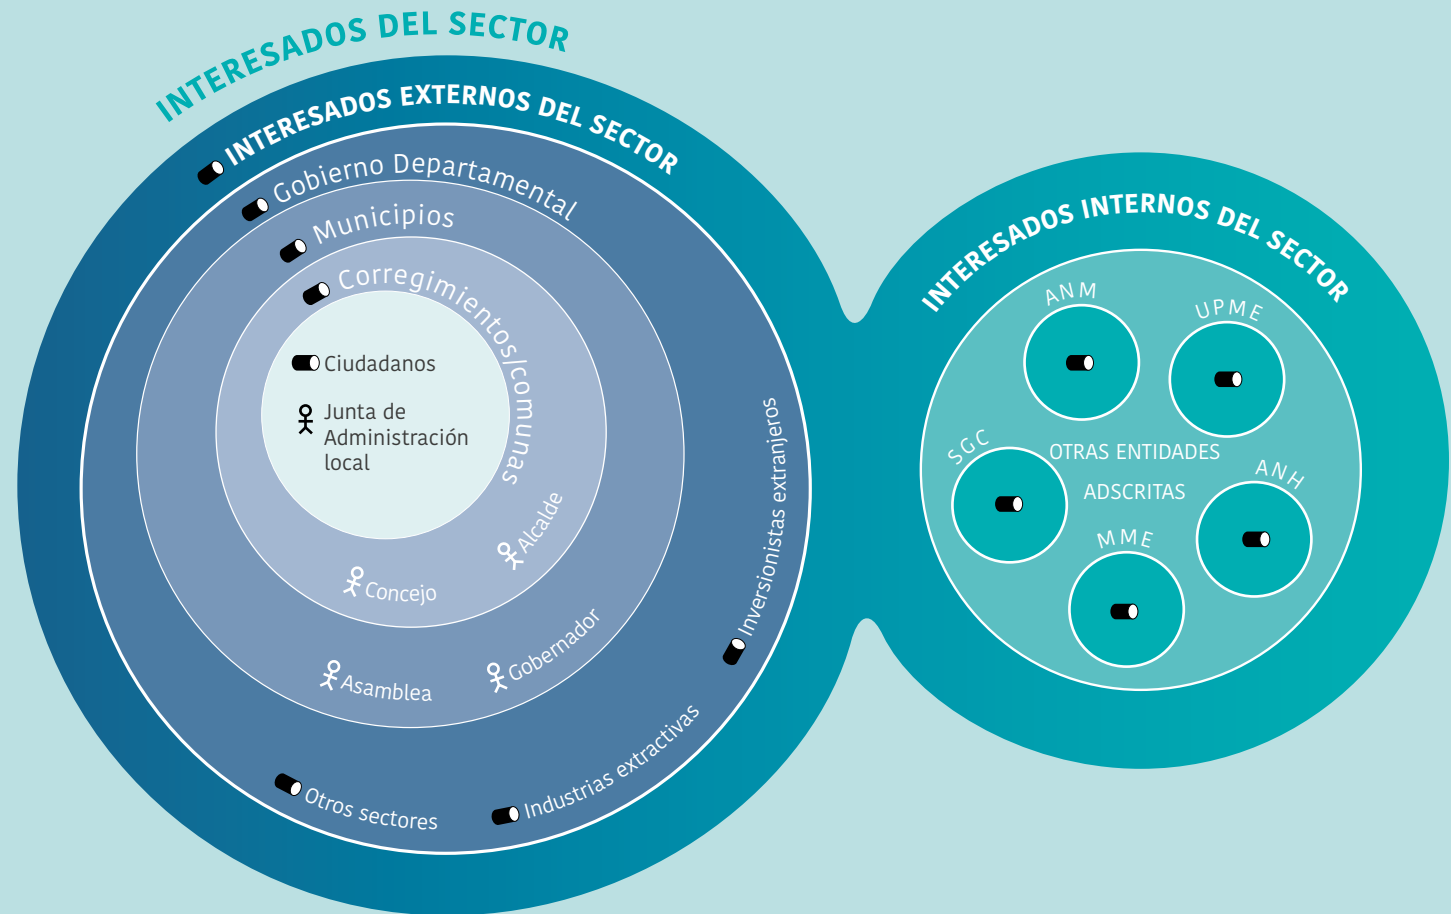 INTERESADOS DEL SECTOR
INTERESADOS EXTERNOS DEL SECTOR
Gobierno Departamental
Municipios
Corregimientos/comunas
Ciudadanos
Junta de
Administración
local
Alcalde
Concejo
Gobernador
Asamblea
Inversionistas extranjeros
Industrias extractivas
Otros sectores
INTERESADOS INTERNOS DEL SECTOR
ANM
UPME
SGC
OTRAS ENTIDADES
ADSCRITAS
ANH
MME